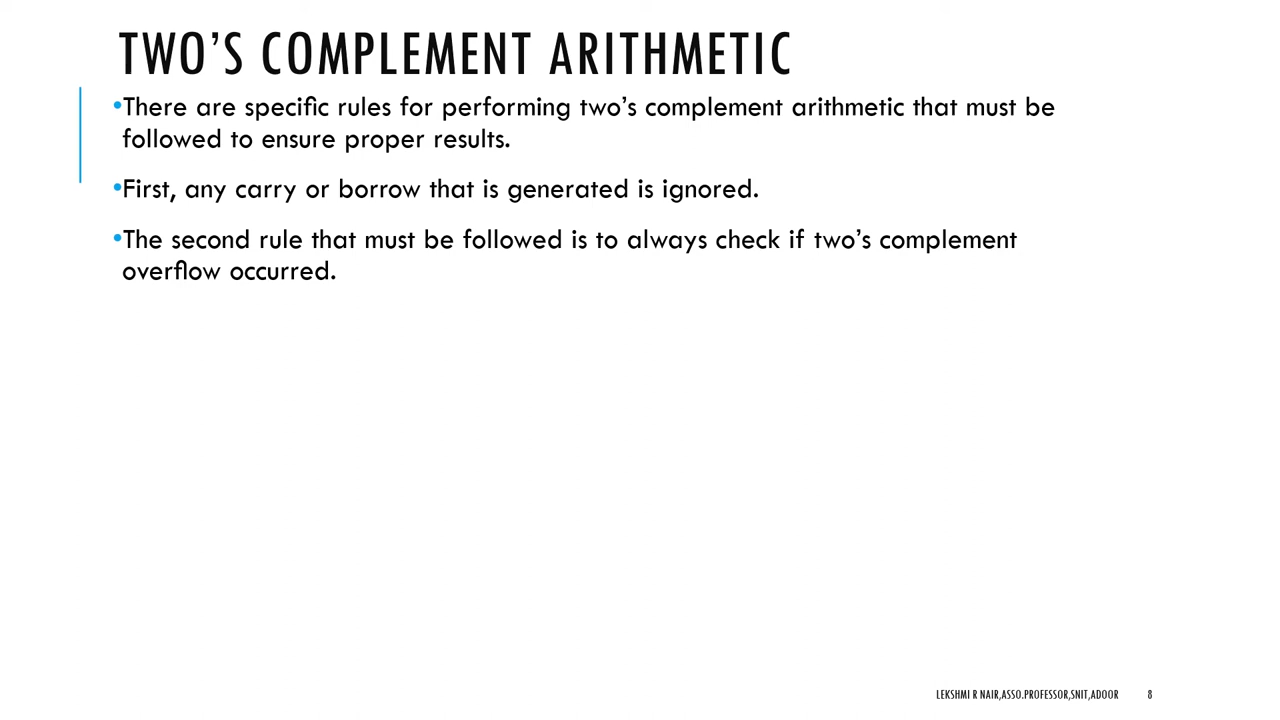 TWO'S COMPLEMENT ARITHMETIC
•There are specific rules for performing two's complement arithmetic that must be
followed to ensure proper results.
•First, any carry or borrow that is generated is ignored.
•The second rule that must be followed is to always check if two's complement
overflow occurred.
LEKSHMI R NAIR,ASSO.PROFESSOR,SNIT,ADOOR 8